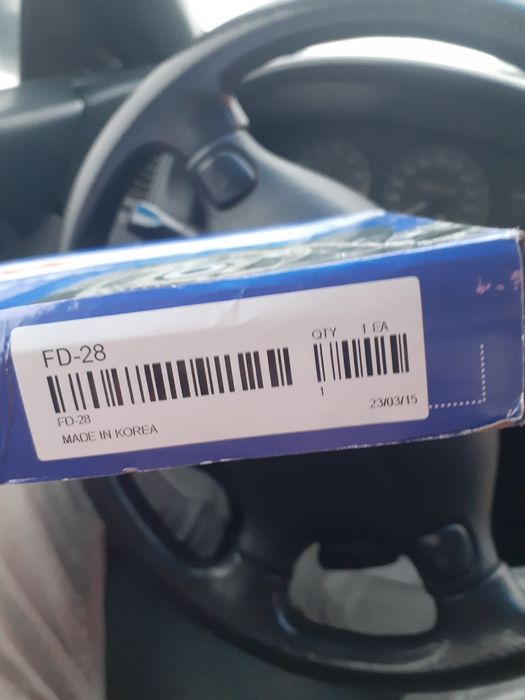 FD-28
QTY 1 EA
FD-28
1
MADE IN KOREA
23/03/15